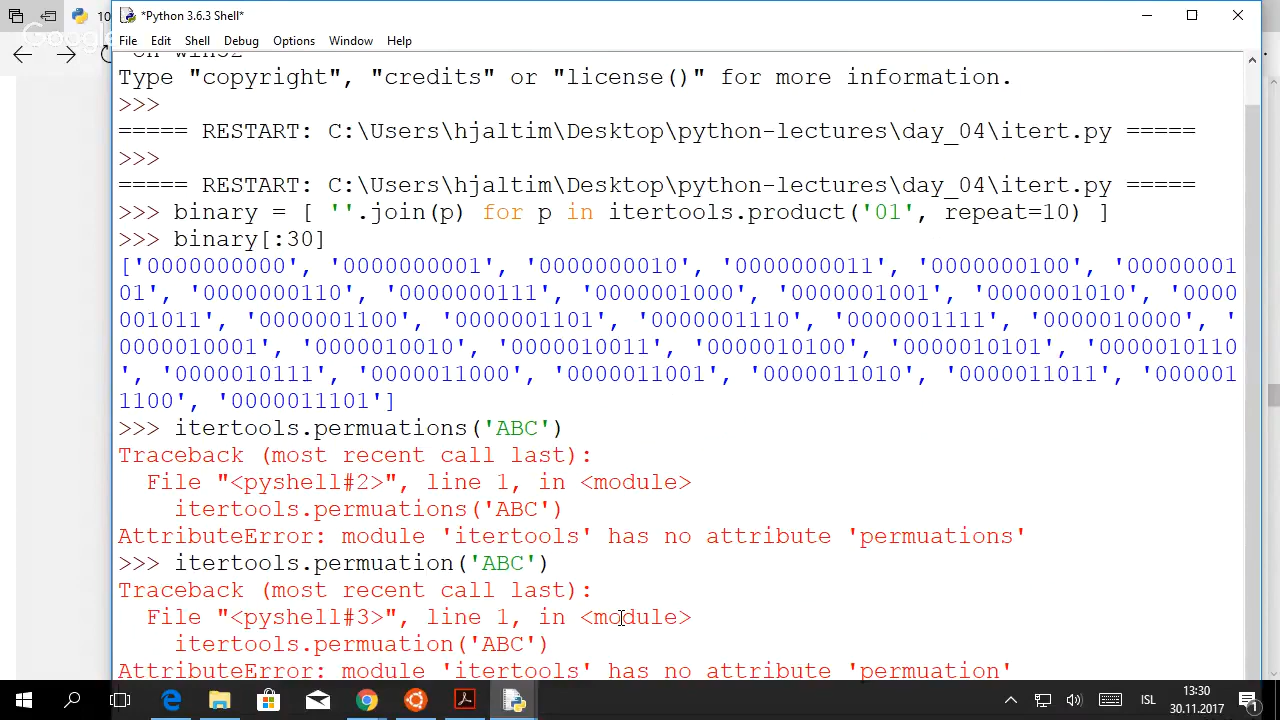 *Python 3.6.3 Shell*
10
Google
File Edit Shell Debug Options Window Help
on win32
Type "copyright", "credits" or "license()" for more information.
>>>
===== RESTART: C:\Users\hjaltim\Desktop\python-lectures\day_04\itert.py =====
>>>
===== RESTART: C:\Users\hjaltim\Desktop\python-lectures\day_04\itert.py =====
>>> binary = [ ''.join(p) for p in itertools.product('01', repeat=10) ]
>>> binary[:30]
['0000000000', '0000000001', '0000000010', '0000000011', '0000000100', '00000001
01', '0000000110', '0000000111', '0000001000', '0000001001', '0000001010', '0000
001011', '0000001100', '0000001101', '0000001110', '0000001111', '0000010000', '
0000010001', '0000010010', '0000010011', '0000010100', '0000010101', '0000010110
', '0000010111', '0000011000', '0000011001', '0000011010', '0000011011', '000001
1100', '0000011101']
>>> itertools.permuations('ABC')
Traceback (most recent call last):
  File "<pyshell#2>", line 1, in <module>
    itertools.permuations('ABC')
AttributeError: module 'itertools' has no attribute 'permuations'
>>> itertools.permuation('ABC')
Traceback (most recent call last):
  File "<pyshell#3>", line 1, in <module>
    itertools.permuation('ABC')
AttributeError: module 'itertools' has no attribute 'permuation'
ISL
13:30
30.11.2017
1